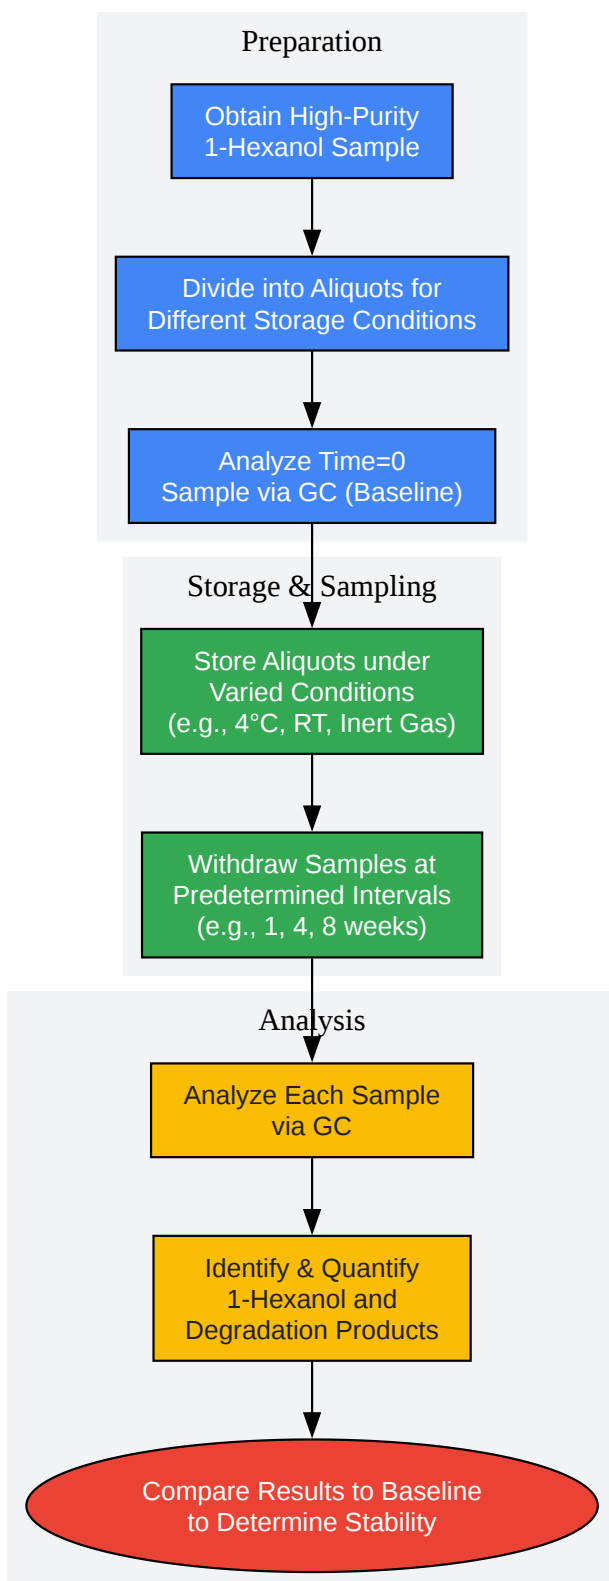 Preparation
Obtain High-Purity
1-Hexanol Sample
Divide into Aliquots for
Different Storage Conditions
Analyze Time=0
Sample via GC (Baseline)
Storage & Sampling
Store Aliquots under
Varied Conditions
(e.g., 4°C, RT, Inert Gas)
Withdraw Samples at
Predetermined Intervals
(e.g., 1, 4, 8 weeks)
Analysis
Analyze Each Sample
via GC
Identify & Quantify
1-Hexanol and
Degradation Products
Compare Results to Baseline
to Determine Stability